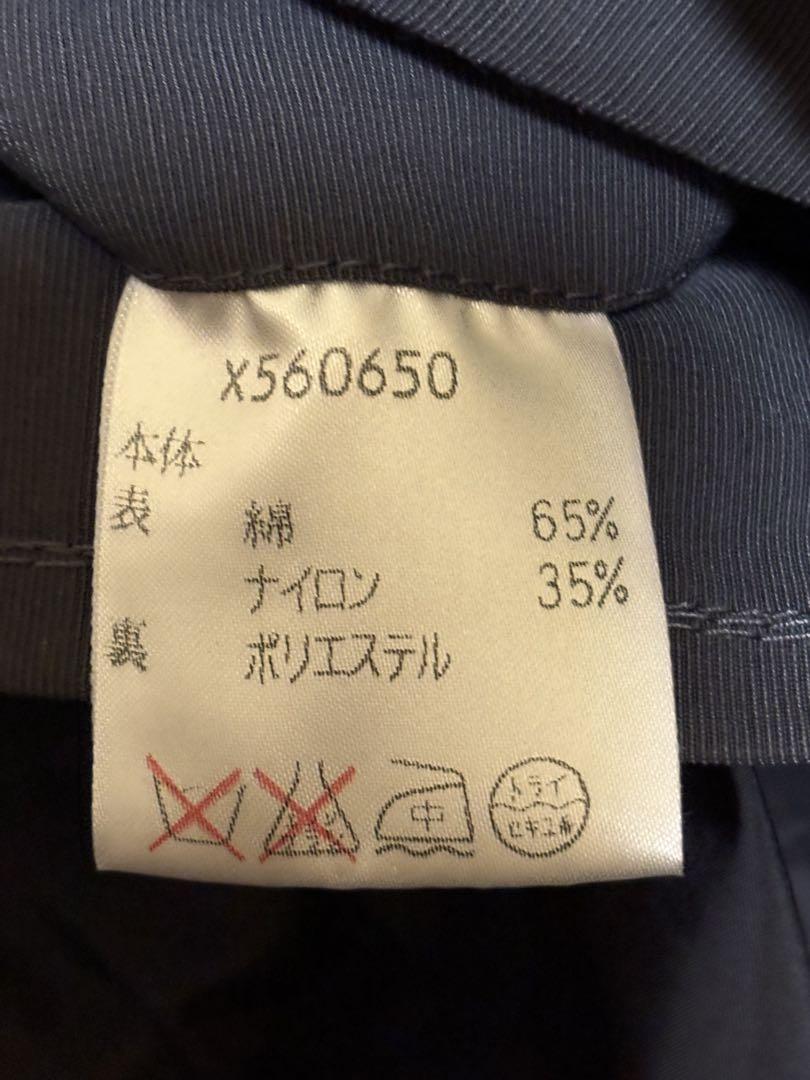 X560650
本体
表 綿 65%
ナイロン 35%
裏 ポリエステル
中
ドライ
セキユ系